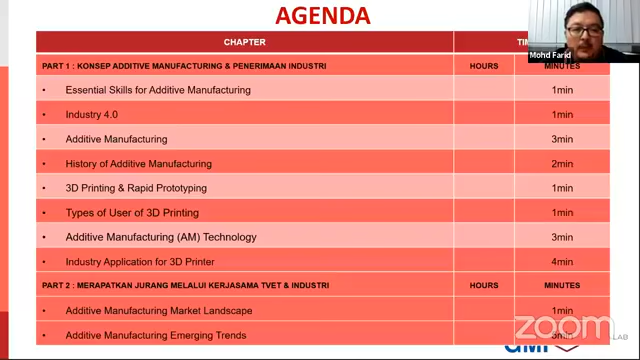 AGENDA
Mohd Farid
CHAPTER
PART 1 : KONSEP ADDITIVE MANUFACTURING & PENERIMAAN INDUSTRI HOURS MINUTES
• Essential Skills for Additive Manufacturing 1min
• Industry 4.0 1min
• Additive Manufacturing 3min
• History of Additive Manufacturing 2min
• 3D Printing & Rapid Prototyping 1min
• Types of User of 3D Printing 1min
• Additive Manufacturing (AM) Technology 3min
• Industry Application for 3D Printer 4min
PART 2 : MERAPATKAN JURANG MELALUI KERJASAMA TVET & INDUSTRI HOURS MINUTES
• Additive Manufacturing Market Landscape 1min
• Additive Manufacturing Emerging Trends
zoom